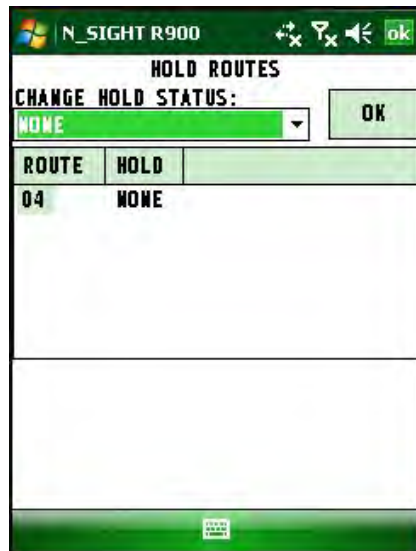 N_SIGHT R900 ok
HOLD ROUTES
CHANGE HOLD STATUS:
NONE OK
ROUTE HOLD
04 NONE